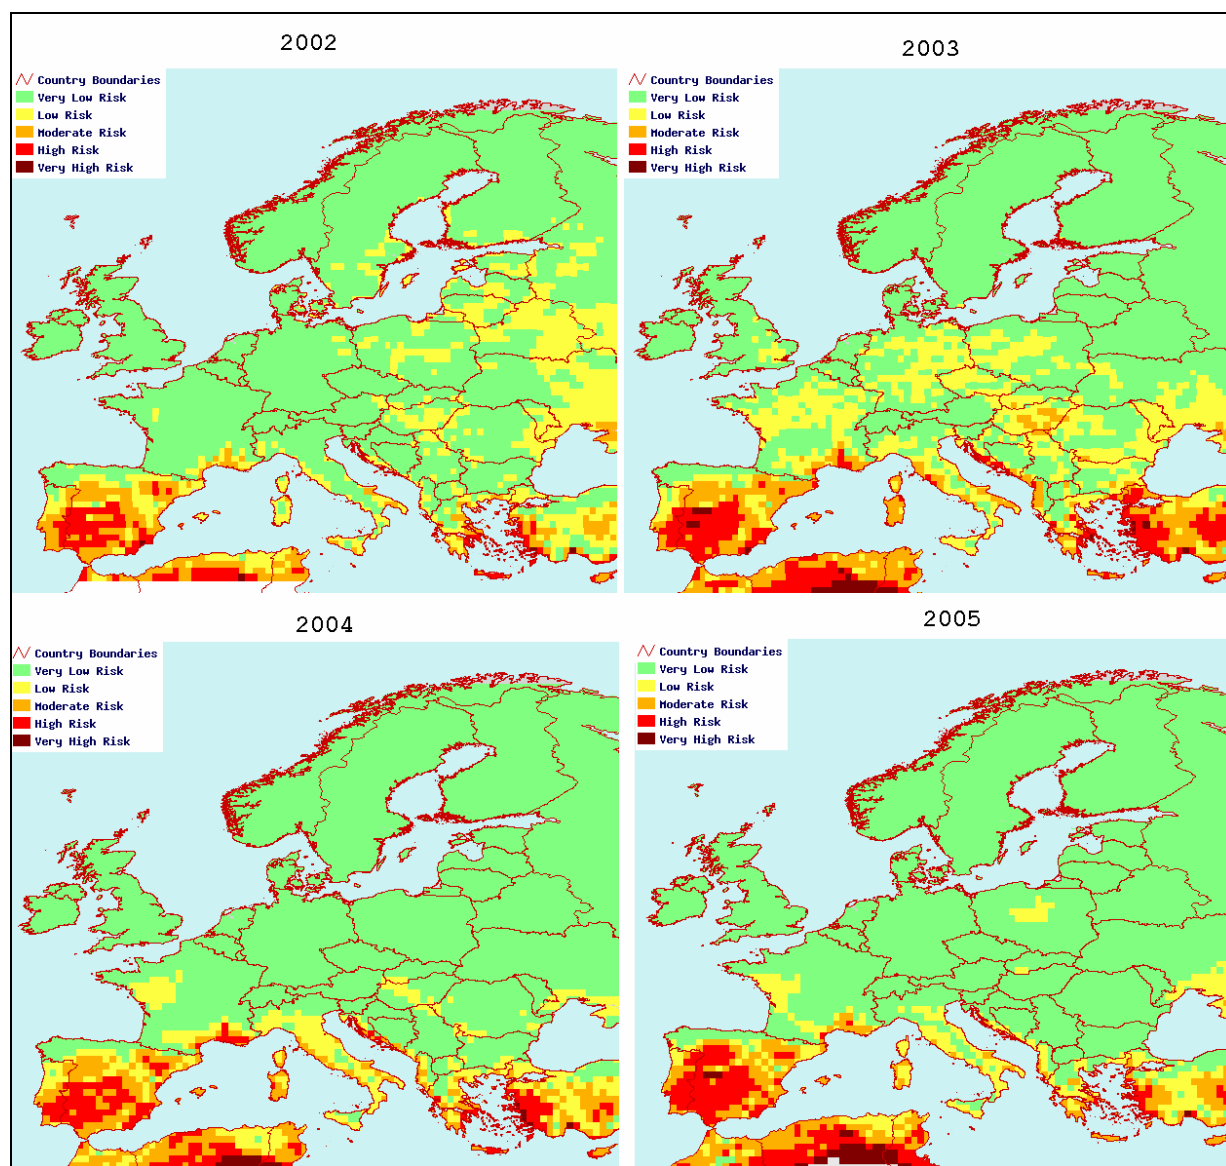 2002
Country Boundaries
Very Low Risk
Low Risk
Moderate Risk
High Risk
Very High Risk
2003
Country Boundaries
Very Low Risk
Low Risk
Moderate Risk
High Risk
Very High Risk
2004
Country Boundaries
Very Low Risk
Low Risk
Moderate Risk
High Risk
Very High Risk
2005
Country Boundaries
Very Low Risk
Low Risk
Moderate Risk
High Risk
Very High Risk